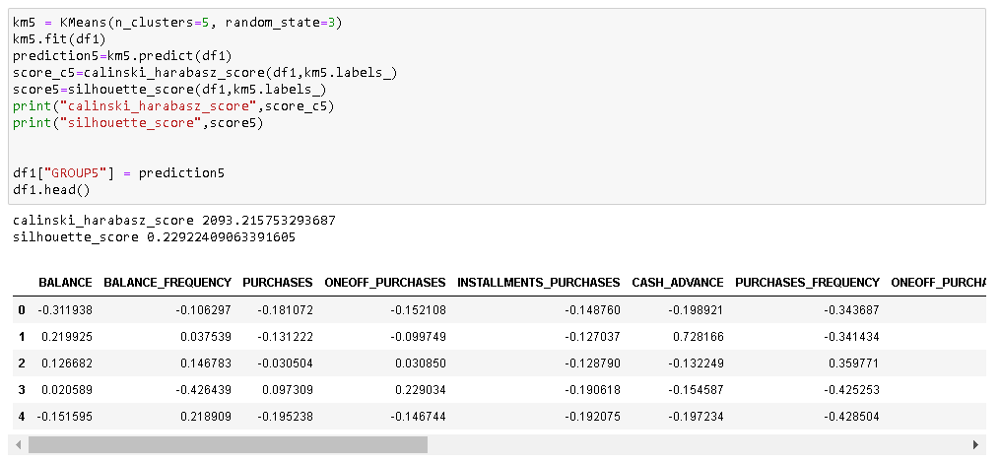 km5 = KMeans(n_clusters=5, random_state=3)
km5.fit(df1)
prediction5=km5.predict(df1)
score_c5=calinski_harabasz_score(df1,km5.labels_)
score5=silhouette_score(df1,km5.labels_)
print("calinski_harabasz_score",score_c5)
print("silhouette_score",score5)
df1["GROUP5"] = prediction5
df1.head()
calinski_harabasz_score 2093.215753293687
silhouette_score 0.22922409063391605
BALANCE BALANCE_FREQUENCY PURCHASES ONEOFF_PURCHASES INSTALLMENTS_PURCHASES CASH_ADVANCE PURCHASES_FREQUENCY ONEOFF_PURCHA
0 -0.311938 -0.106297 -0.181072 -0.152108 -0.148760 -0.198921 -0.343687
1 0.219925 0.037539 -0.131222 -0.099749 -0.127037 0.728166 -0.341434
2 0.126682 0.146783 -0.030504 0.030850 -0.128790 -0.132249 0.359771
3 0.020589 -0.426439 0.097309 0.229034 -0.190618 -0.154587 -0.425253
4 -0.151595 0.218909 -0.195238 -0.146744 -0.192075 -0.197234 -0.428504